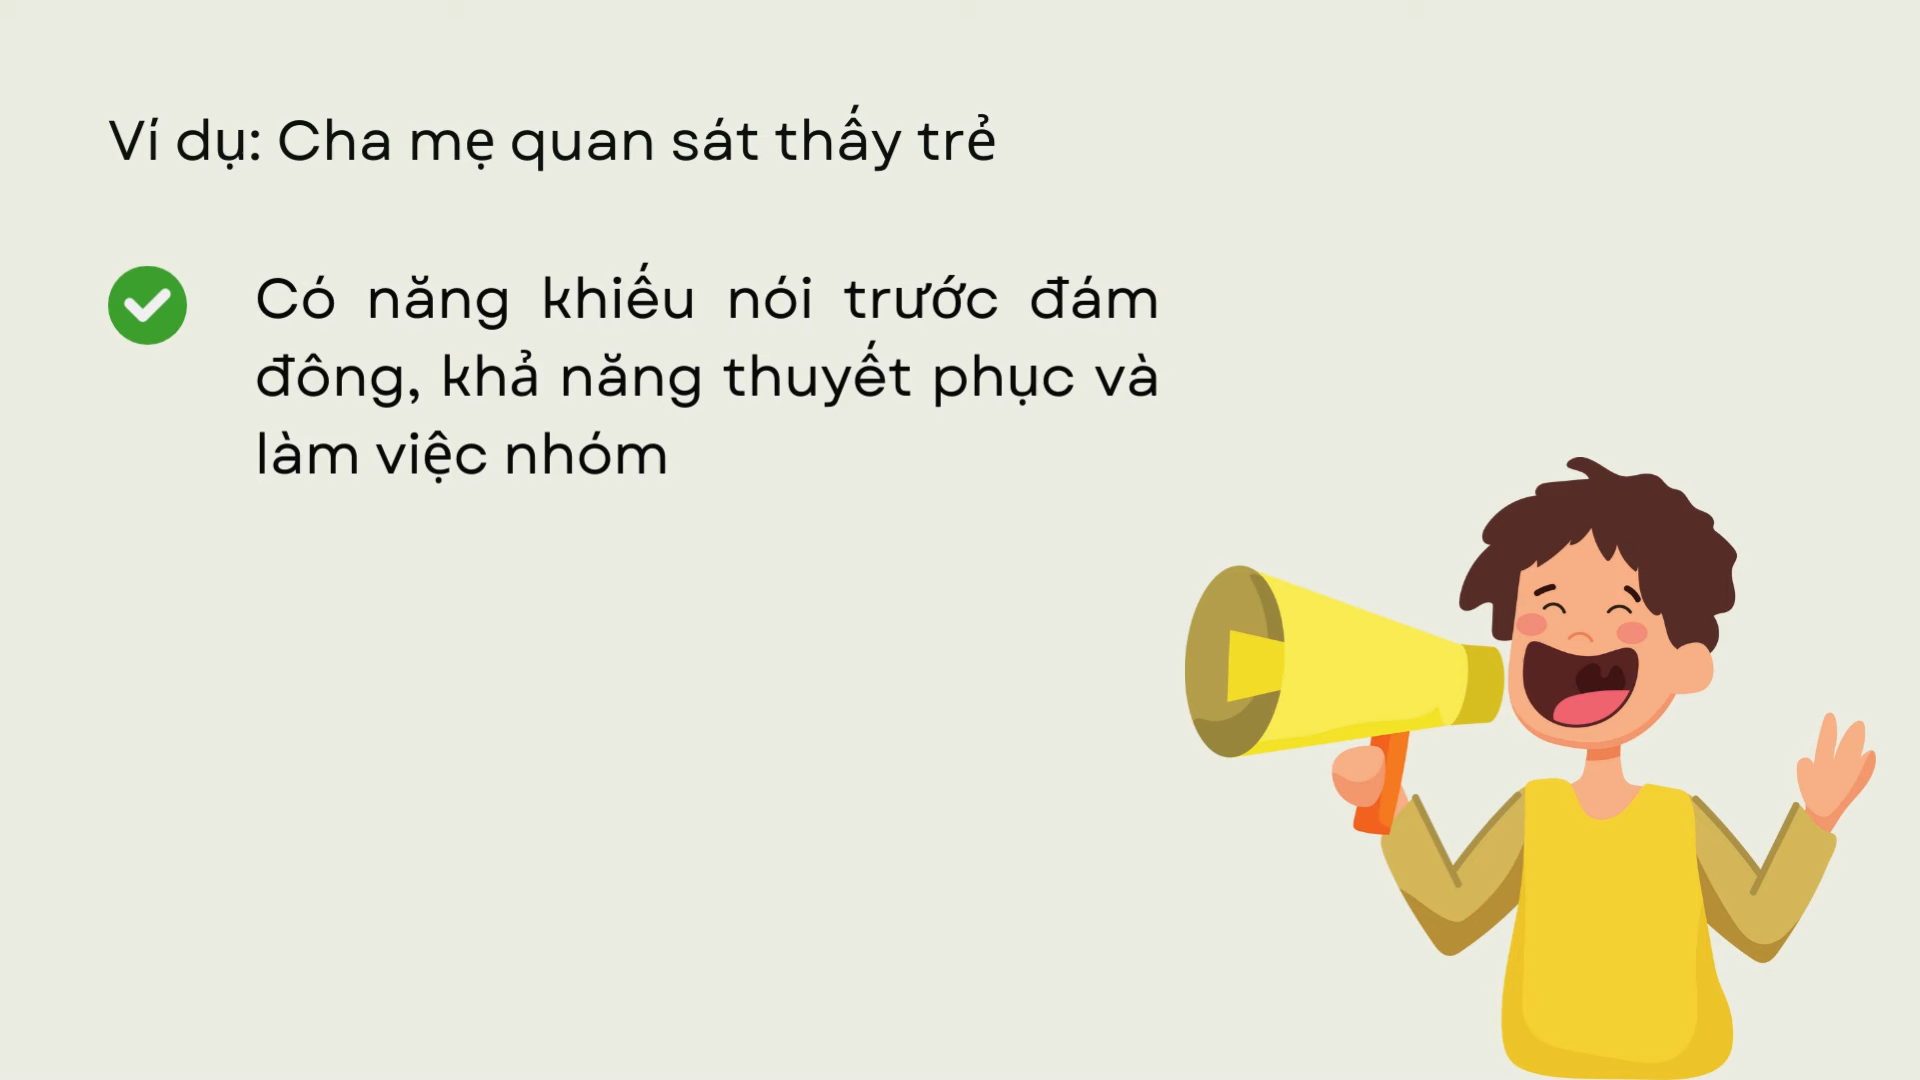 Ví dụ: Cha mẹ quan sát thấy trẻ
Có năng khiếu nói trước đám
đông, khả năng thuyết phục và
làm việc nhóm